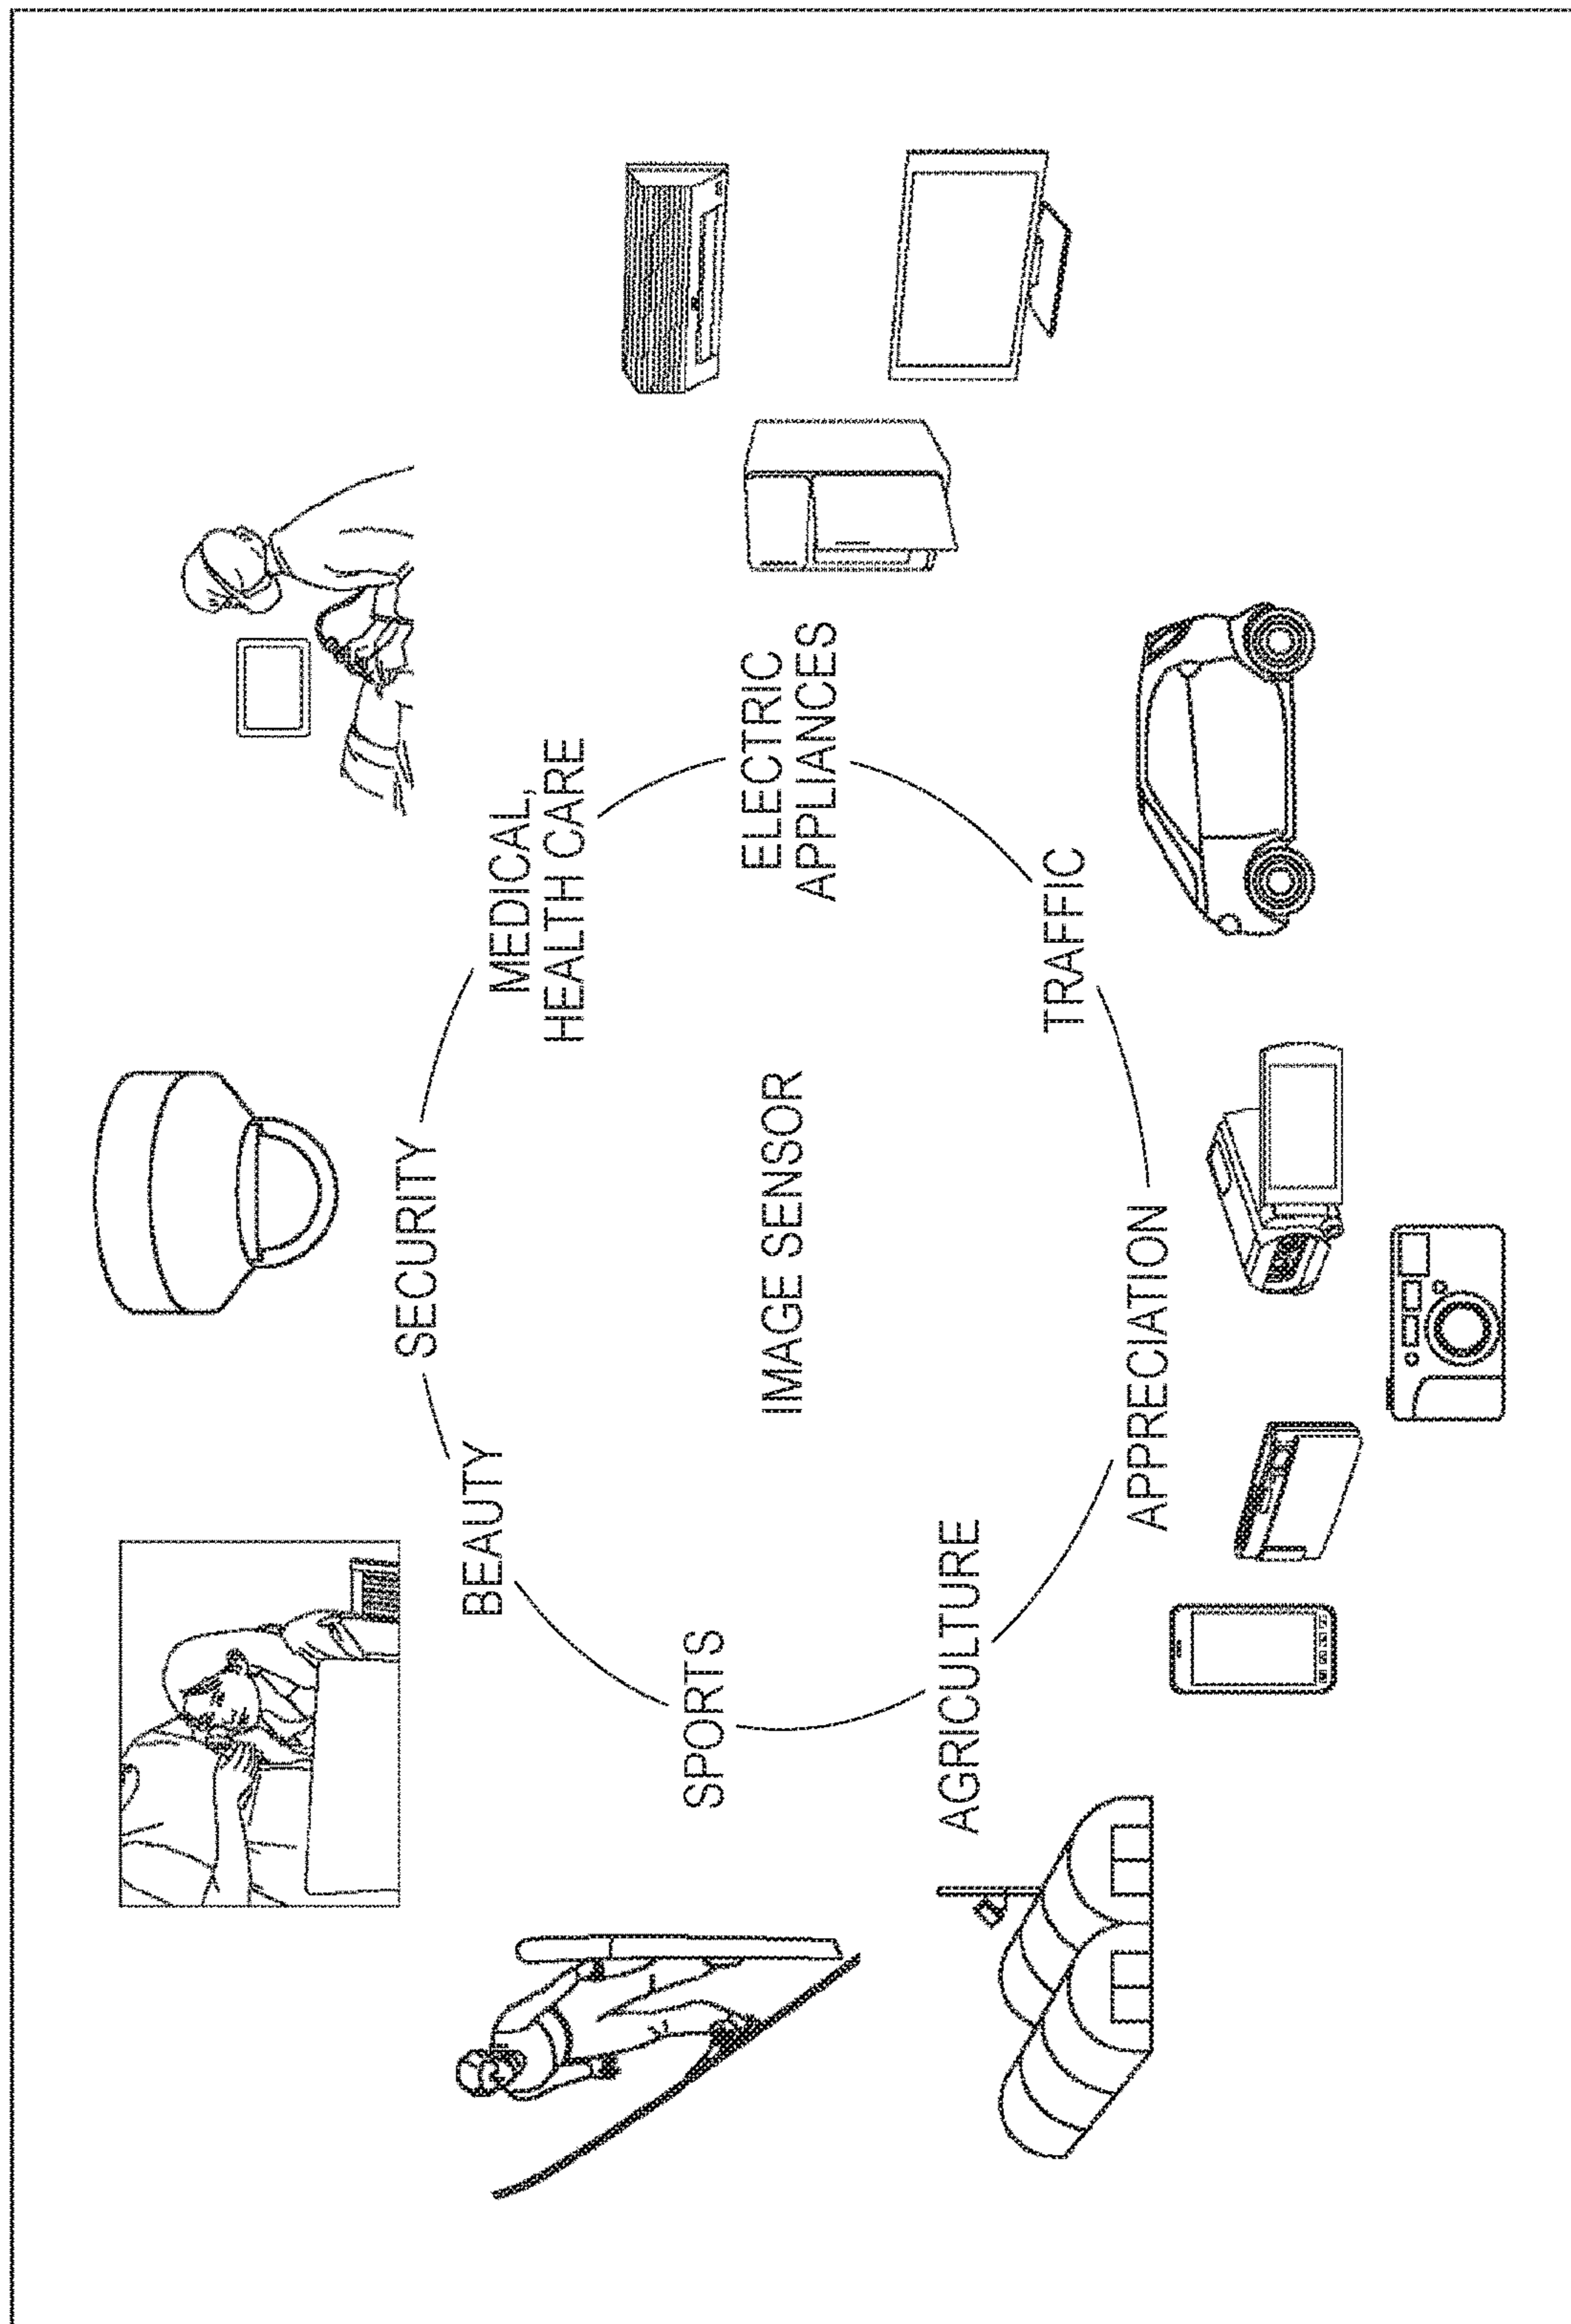 SECURITY
MEDICAL,
HEALTH CARE
BEAUTY
ELECTRIC
APPLIANCES
SPORTS
IMAGE SENSOR
AGRICULTURE
TRAFFIC
APPRECIATION